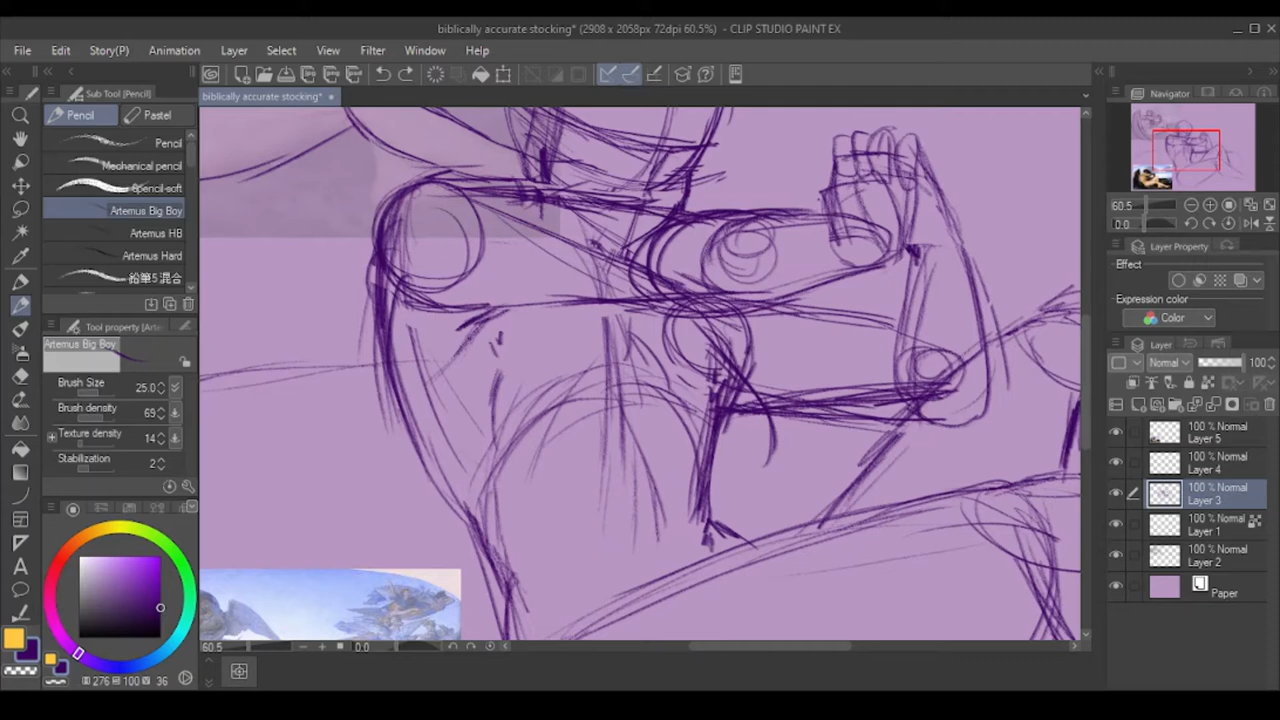 biblically accurate stocking* (2908 x 2058px 72dpi 60.5%) - CLIP STUDIO PAINT EX
File Edit Story(P) Animation Layer Select View Filter Window Help
Sub Tool [Pencil]
biblically accurate stocking*
Navigator
Pencil Pastel
Pencil
Mechanical pencil
Spencil soft
Artemus Big Boy
Artemus HB
Artemus Hard
鉛筆5 混合
60.5
0.0
Layer Property
Effect
Expression color
Color
Tool property [Arte
Artemus Big Boy
Brush Size 25.0
Brush density 69
Texture density 14
Stabilization 2
Layer
Normal 100
100 % Normal
Layer 5
100 % Normal
Layer 4
100 % Normal
Layer 3
100 % Normal
Layer 1
100 % Normal
Layer 2
Paper
60.5 0.0
H 276 S 100 V 36